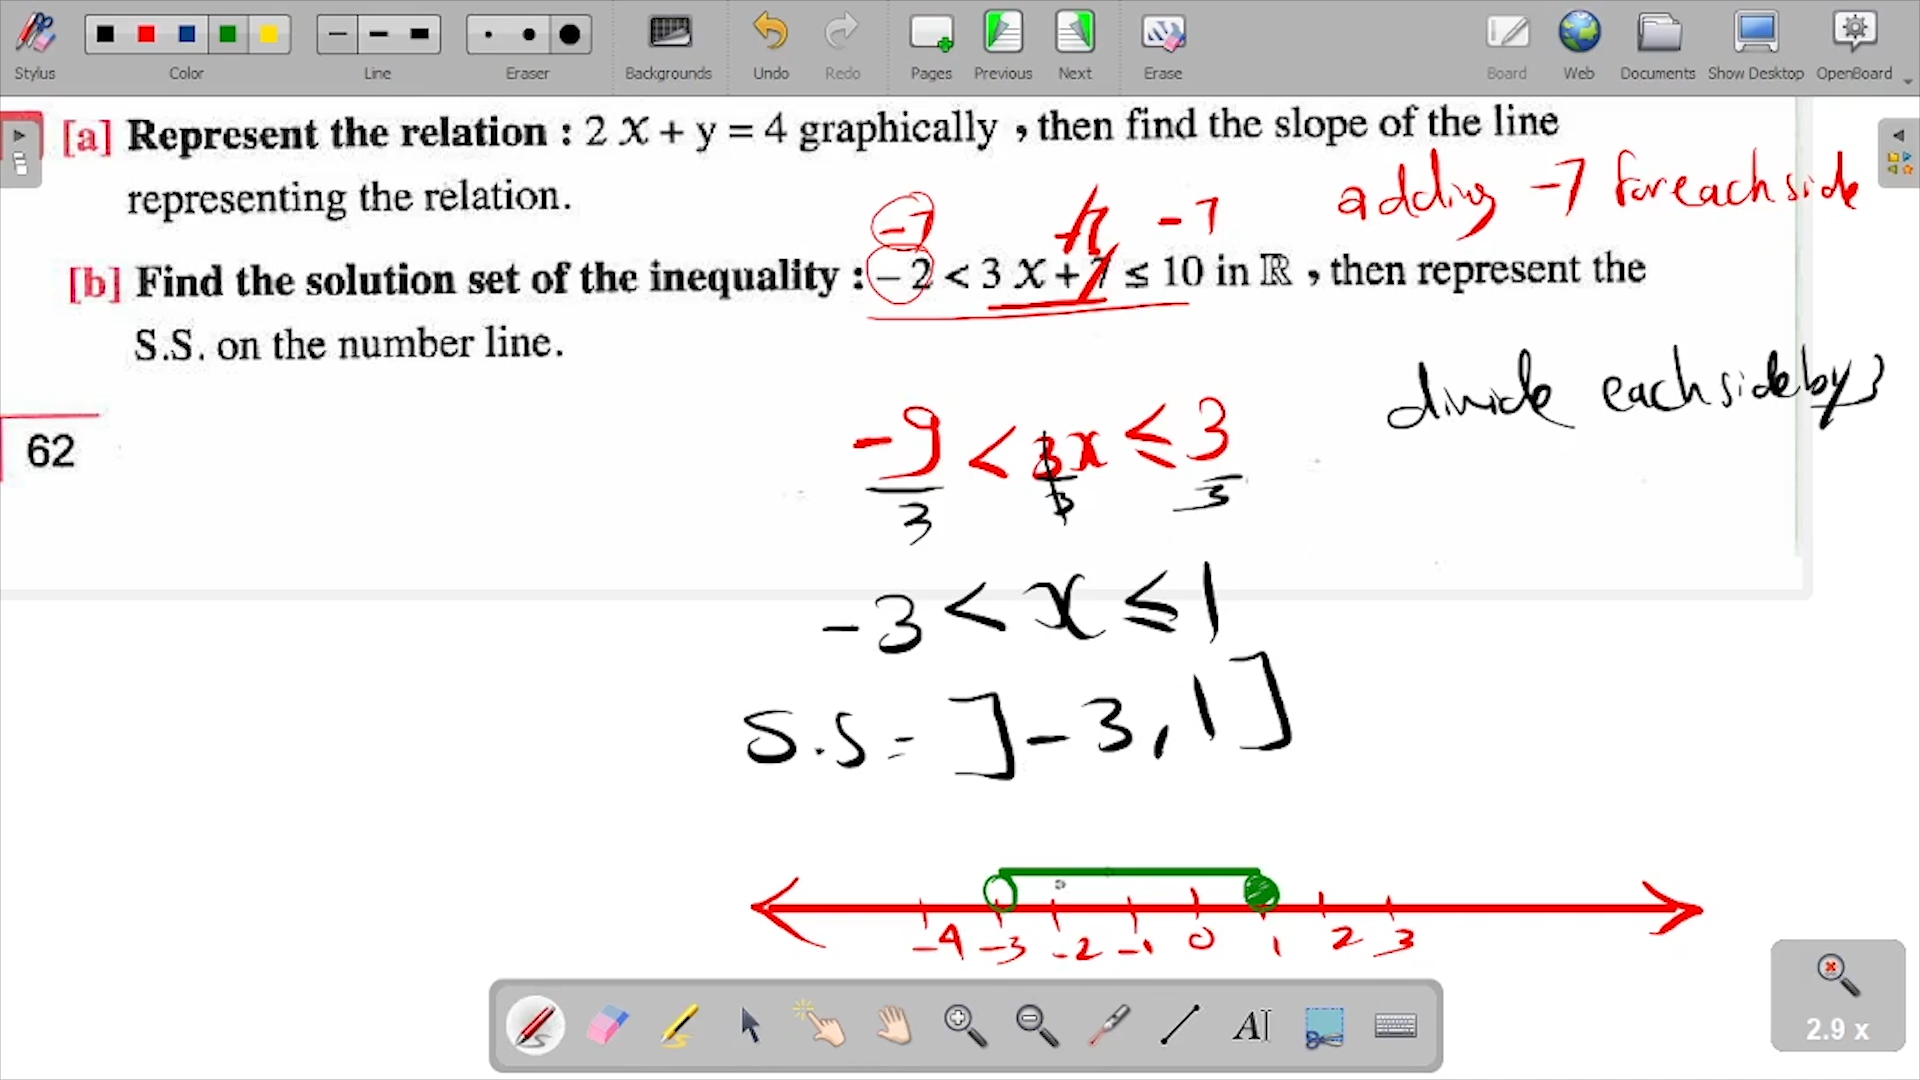 Stylus Color Line Eraser Backgrounds Undo Redo Pages Previous Next Erase Board Web Documents Show Desktop OpenBoard
[a] Represent the relation : 2 X + y = 4 graphically , then find the slope of the line
representing the relation.
adding -7 for each side
-7 -7 -7
[b] Find the solution set of the inequality : – 2 < 3 X + 7 ≤ 10 in ℝ , then represent the
S.S. on the number line.
divide each side by 3
62
-9 < 3x ≤ 3
3 3 3
-3 < x ≤ 1
S.S = ]-3, 1]
-4 -3 -2 -1 0 1 2 3
2.9 x